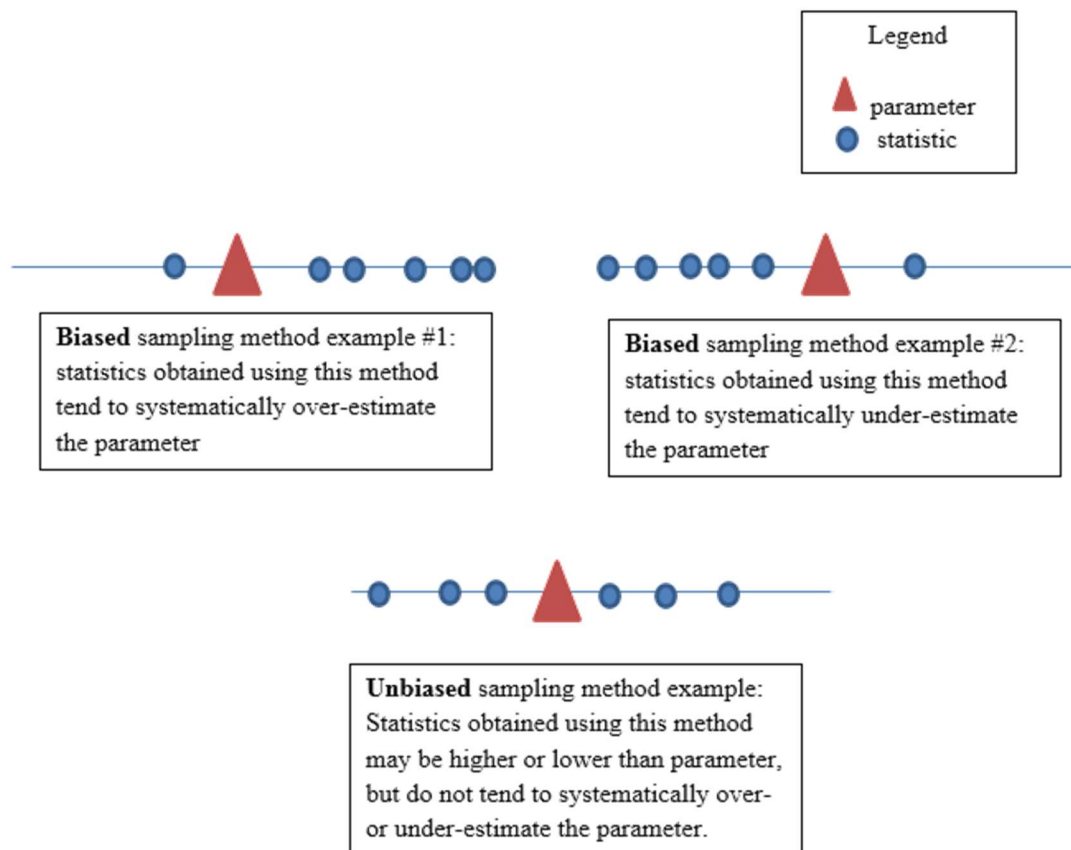 Legend
parameter
statistic
Biased sampling method example #1:
statistics obtained using this method
tend to systematically over-estimate
the parameter
Biased sampling method example #2:
statistics obtained using this method
tend to systematically under-estimate
the parameter
Unbiased sampling method example:
Statistics obtained using this method
may be higher or lower than parameter,
but do not tend to systematically over-
or under-estimate the parameter.